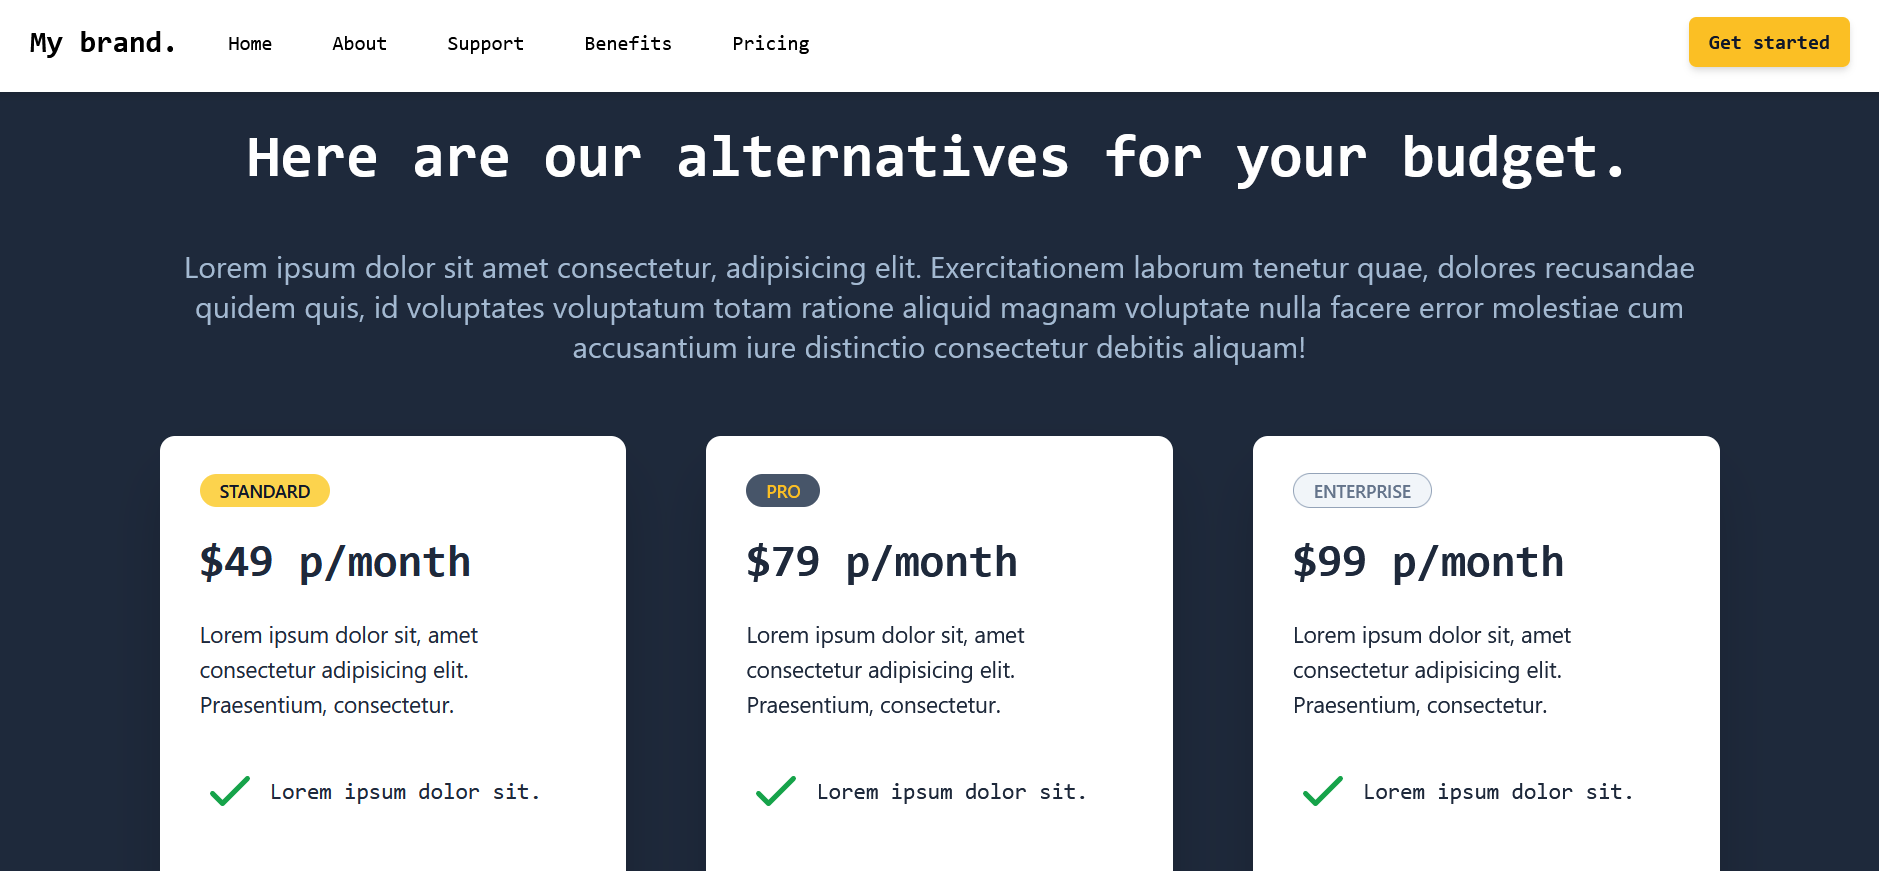 My brand. Home About Support Benefits Pricing Get started
Here are our alternatives for your budget.
Lorem ipsum dolor sit amet consectetur, adipisicing elit. Exercitationem laborum tenetur quae, dolores recusandae
quidem quis, id voluptates voluptatum totam ratione aliquid magnam voluptate nulla facere error molestiae cum
accusantium iure distinctio consectetur debitis aliquam!
STANDARD
$49 p/month
Lorem ipsum dolor sit, amet
consectetur adipisicing elit.
Praesentium, consectetur.
Lorem ipsum dolor sit.
PRO
$79 p/month
Lorem ipsum dolor sit, amet
consectetur adipisicing elit.
Praesentium, consectetur.
Lorem ipsum dolor sit.
ENTERPRISE
$99 p/month
Lorem ipsum dolor sit, amet
consectetur adipisicing elit.
Praesentium, consectetur.
Lorem ipsum dolor sit.